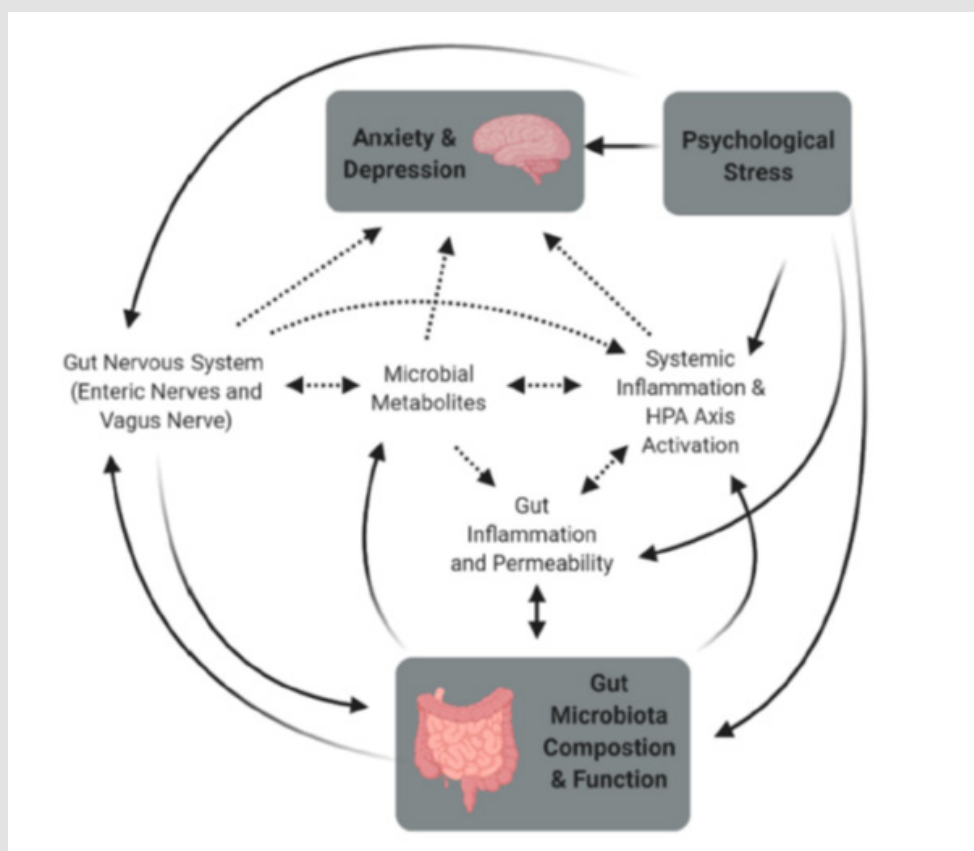 Anxiety &
Depression
Psychological
Stress
Gut Nervous System
(Enteric Nerves and
Vagus Nerve)
Microbial
Metabolites
Systemic
Inflammation &
HPA Axis
Activation
Gut
Inflammation
and Permeability
Gut
Microbiota
Compostion
& Function